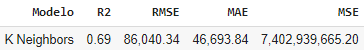 Modelo R2 RMSE MAE MSE
K Neighbors 0.69 86,040.34 46,693.84 7,402,939,665.20